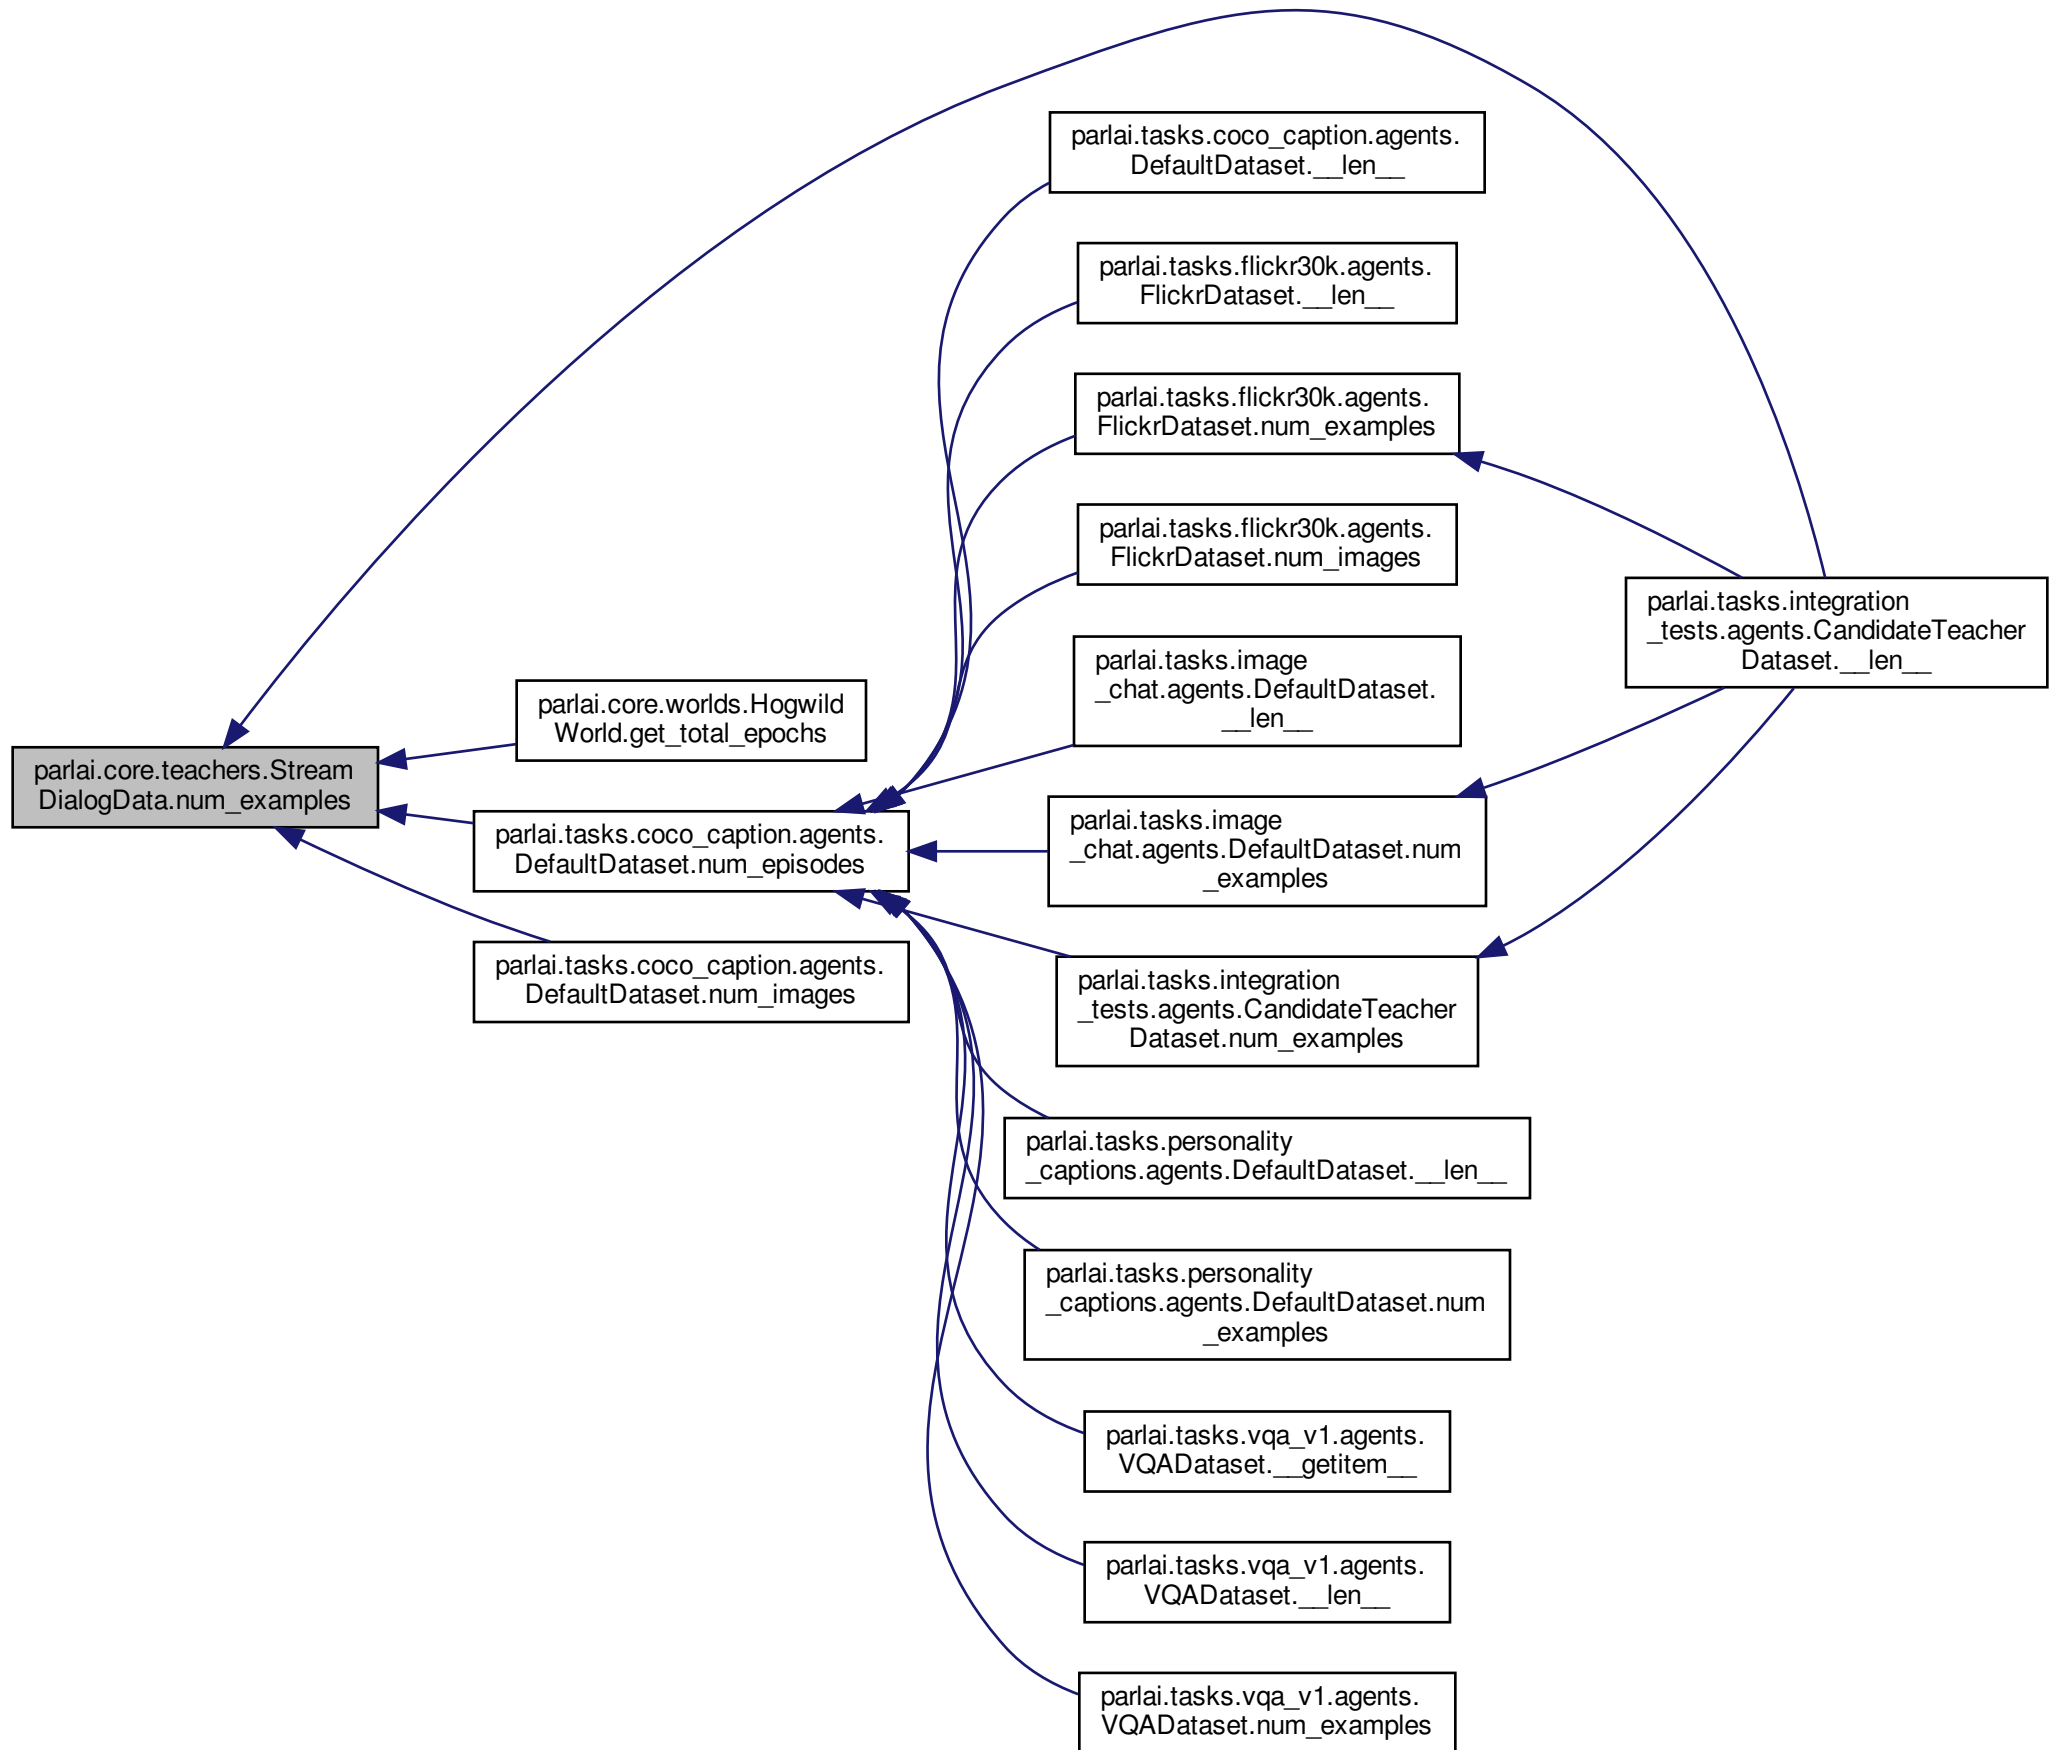 parlai.core.teachers.Stream
DialogData.num_examples
parlai.core.worlds.Hogwild
World.get_total_epochs
parlai.tasks.coco_caption.agents.
DefaultDataset.num_episodes
parlai.tasks.coco_caption.agents.
DefaultDataset.num_images
parlai.tasks.coco_caption.agents.
DefaultDataset.__len__
parlai.tasks.flickr30k.agents.
FlickrDataset.__len__
parlai.tasks.flickr30k.agents.
FlickrDataset.num_examples
parlai.tasks.flickr30k.agents.
FlickrDataset.num_images
parlai.tasks.image
_chat.agents.DefaultDataset.
__len__
parlai.tasks.image
_chat.agents.DefaultDataset.num
_examples
parlai.tasks.integration
_tests.agents.CandidateTeacher
Dataset.num_examples
parlai.tasks.personality
_captions.agents.DefaultDataset.__len__
parlai.tasks.personality
_captions.agents.DefaultDataset.num
_examples
parlai.tasks.vqa_v1.agents.
VQADataset.__getitem__
parlai.tasks.vqa_v1.agents.
VQADataset.__len__
parlai.tasks.vqa_v1.agents.
VQADataset.num_examples
parlai.tasks.integration
_tests.agents.CandidateTeacher
Dataset.__len__